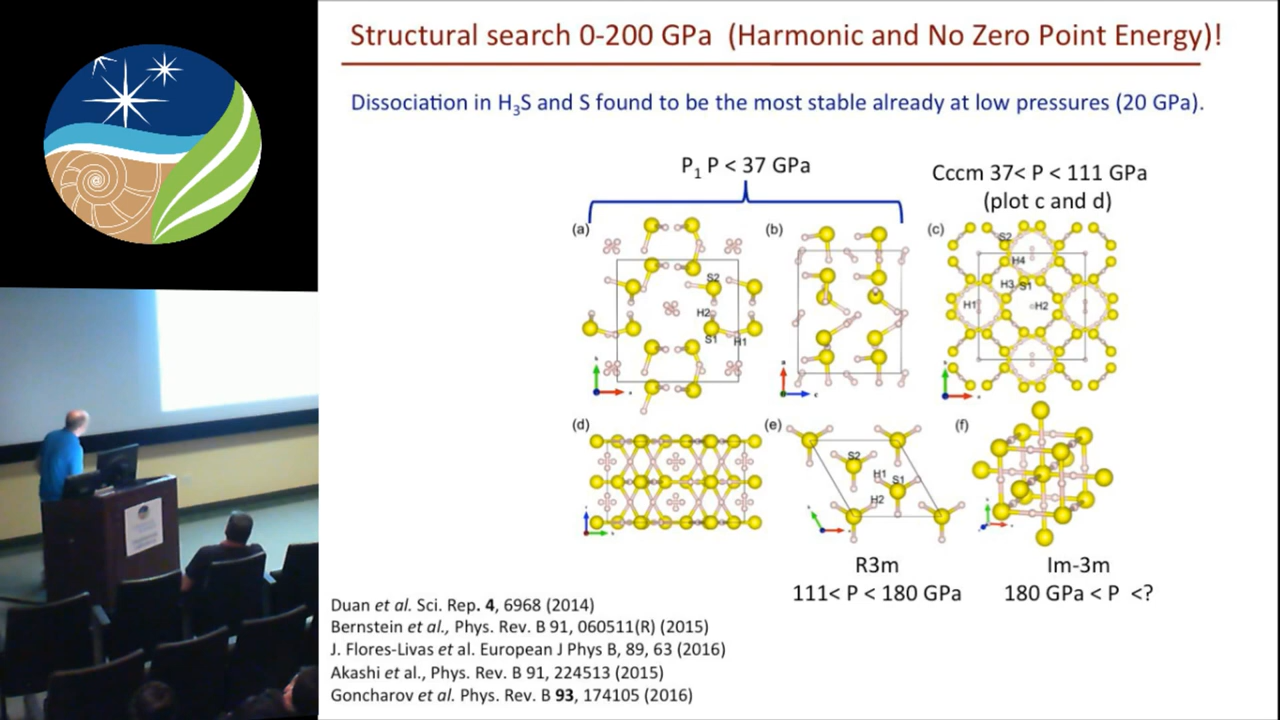 Structural search 0-200 GPa (Harmonic and No Zero Point Energy)!
Dissociation in H₃S and S found to be the most stable already at low pressures (20 GPa).
P₁ P < 37 GPa
Cccm 37< P < 111 GPa
(plot c and d)
(a)
S2
H2
S1
H1
b
a
(b)
a
c
(c)
S2
H4
H3
S1
H1
H2
b
a
(d)
c
b
(e)
S2
H1
S1
H2
b
a
(f)
R3m
111< P < 180 GPa
Im-3m
180 GPa < P <?
Duan et al. Sci. Rep. 4, 6968 (2014)
Bernstein et al., Phys. Rev. B 91, 060511(R) (2015)
J. Flores-Livas et al. European J Phys B, 89, 63 (2016)
Akashi et al., Phys. Rev. B 91, 224513 (2015)
Goncharov et al. Phys. Rev. B 93, 174105 (2016)